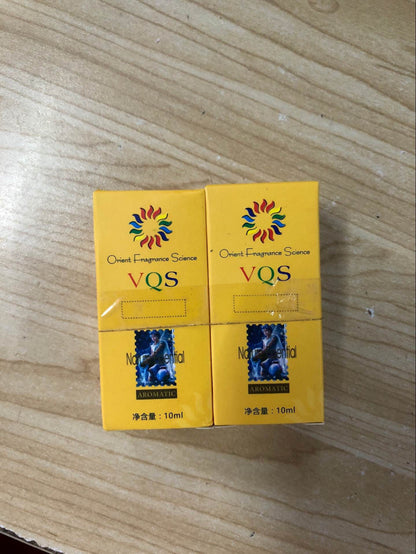 Orient Fragrance Science
VQS
AROMATIC
净含量：10ml
Orient Fragrance Science
VQS
AROMATIC
净含量：10ml